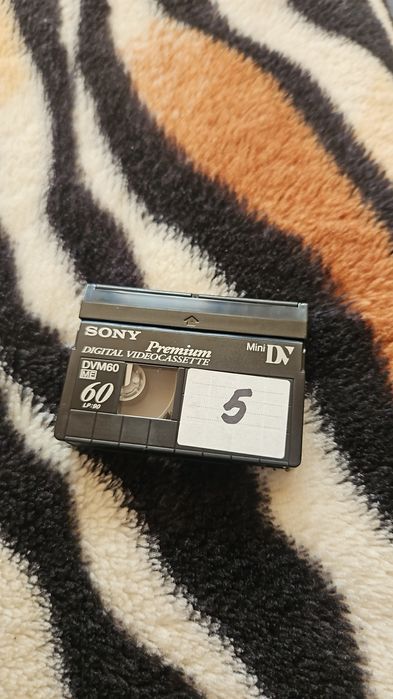 SONY
Premium
Mini DV
DIGITAL VIDEOCASSETTE
DVM60
ME
60
LP:90
5